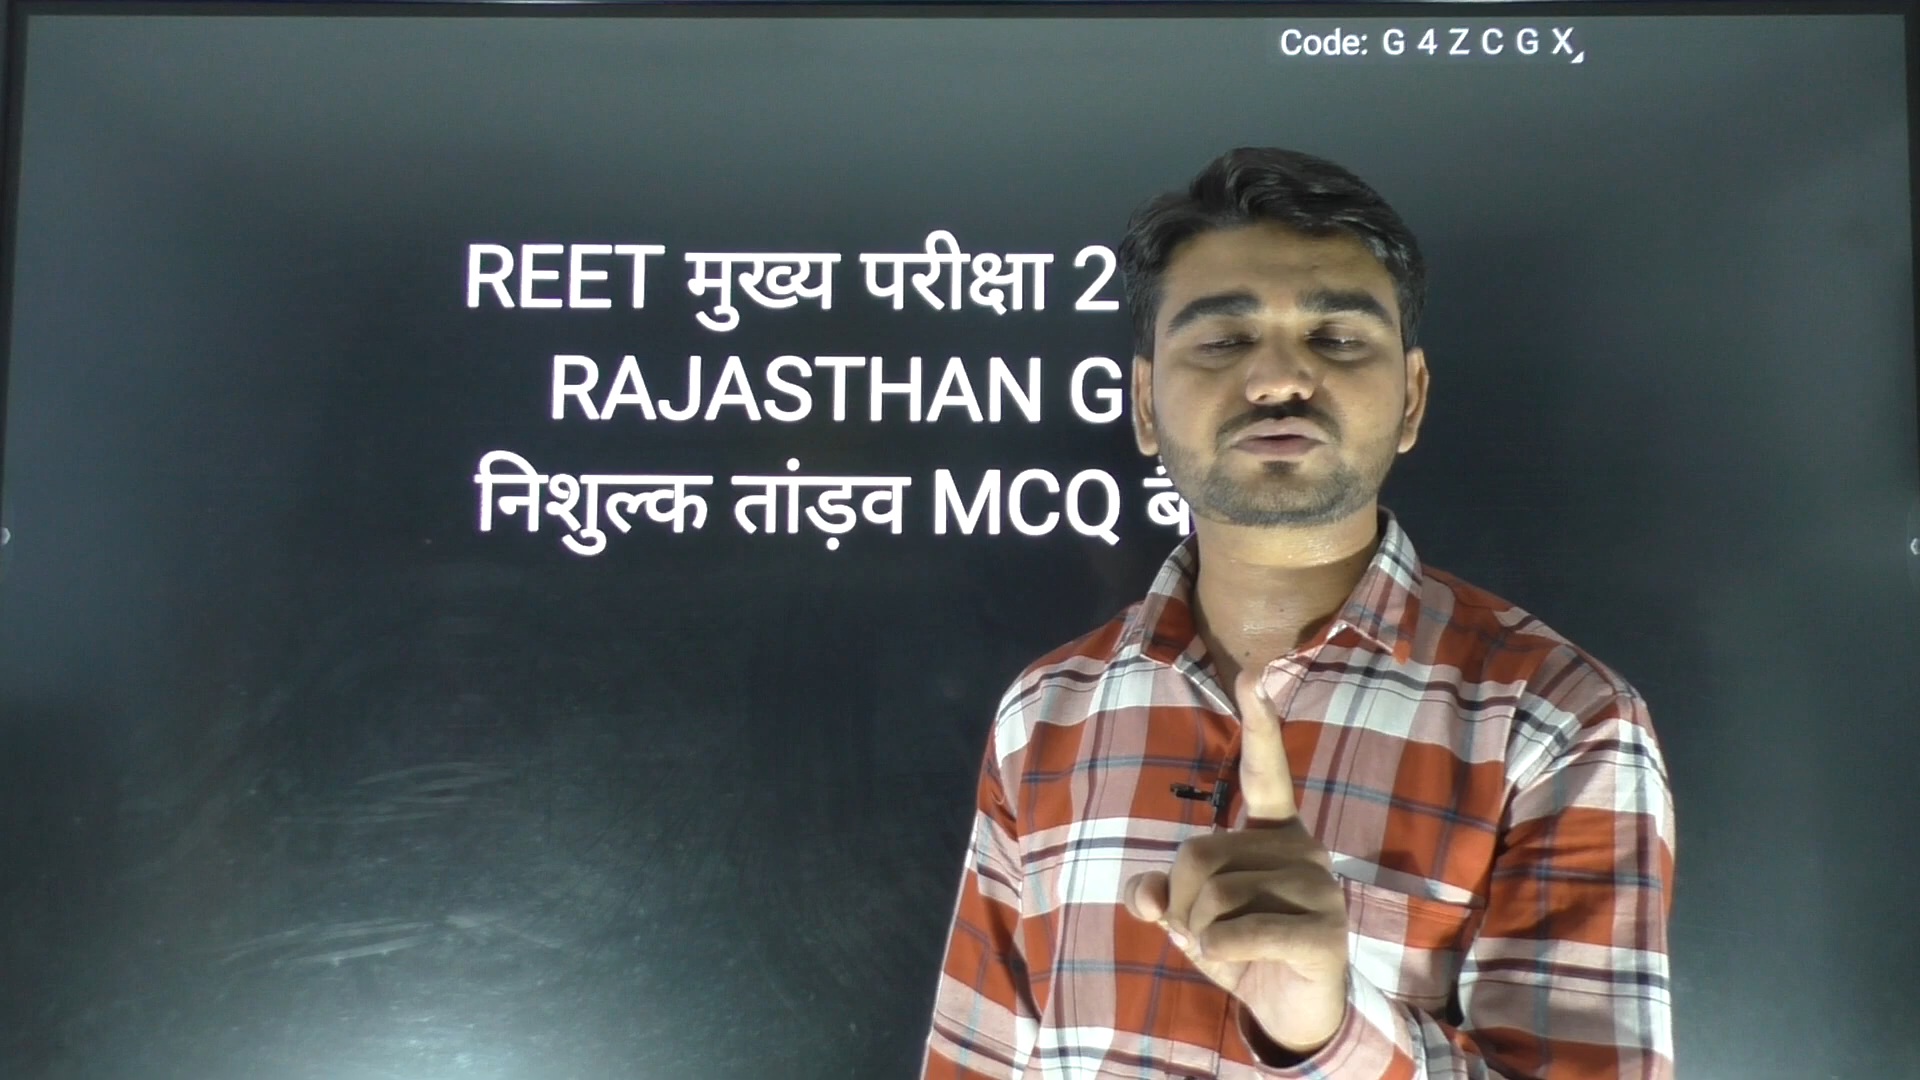 Code: G 4 Z C G X
REET मुख्य परीक्षा 2
RAJASTHAN G
निशुल्क तांड़व MCQ